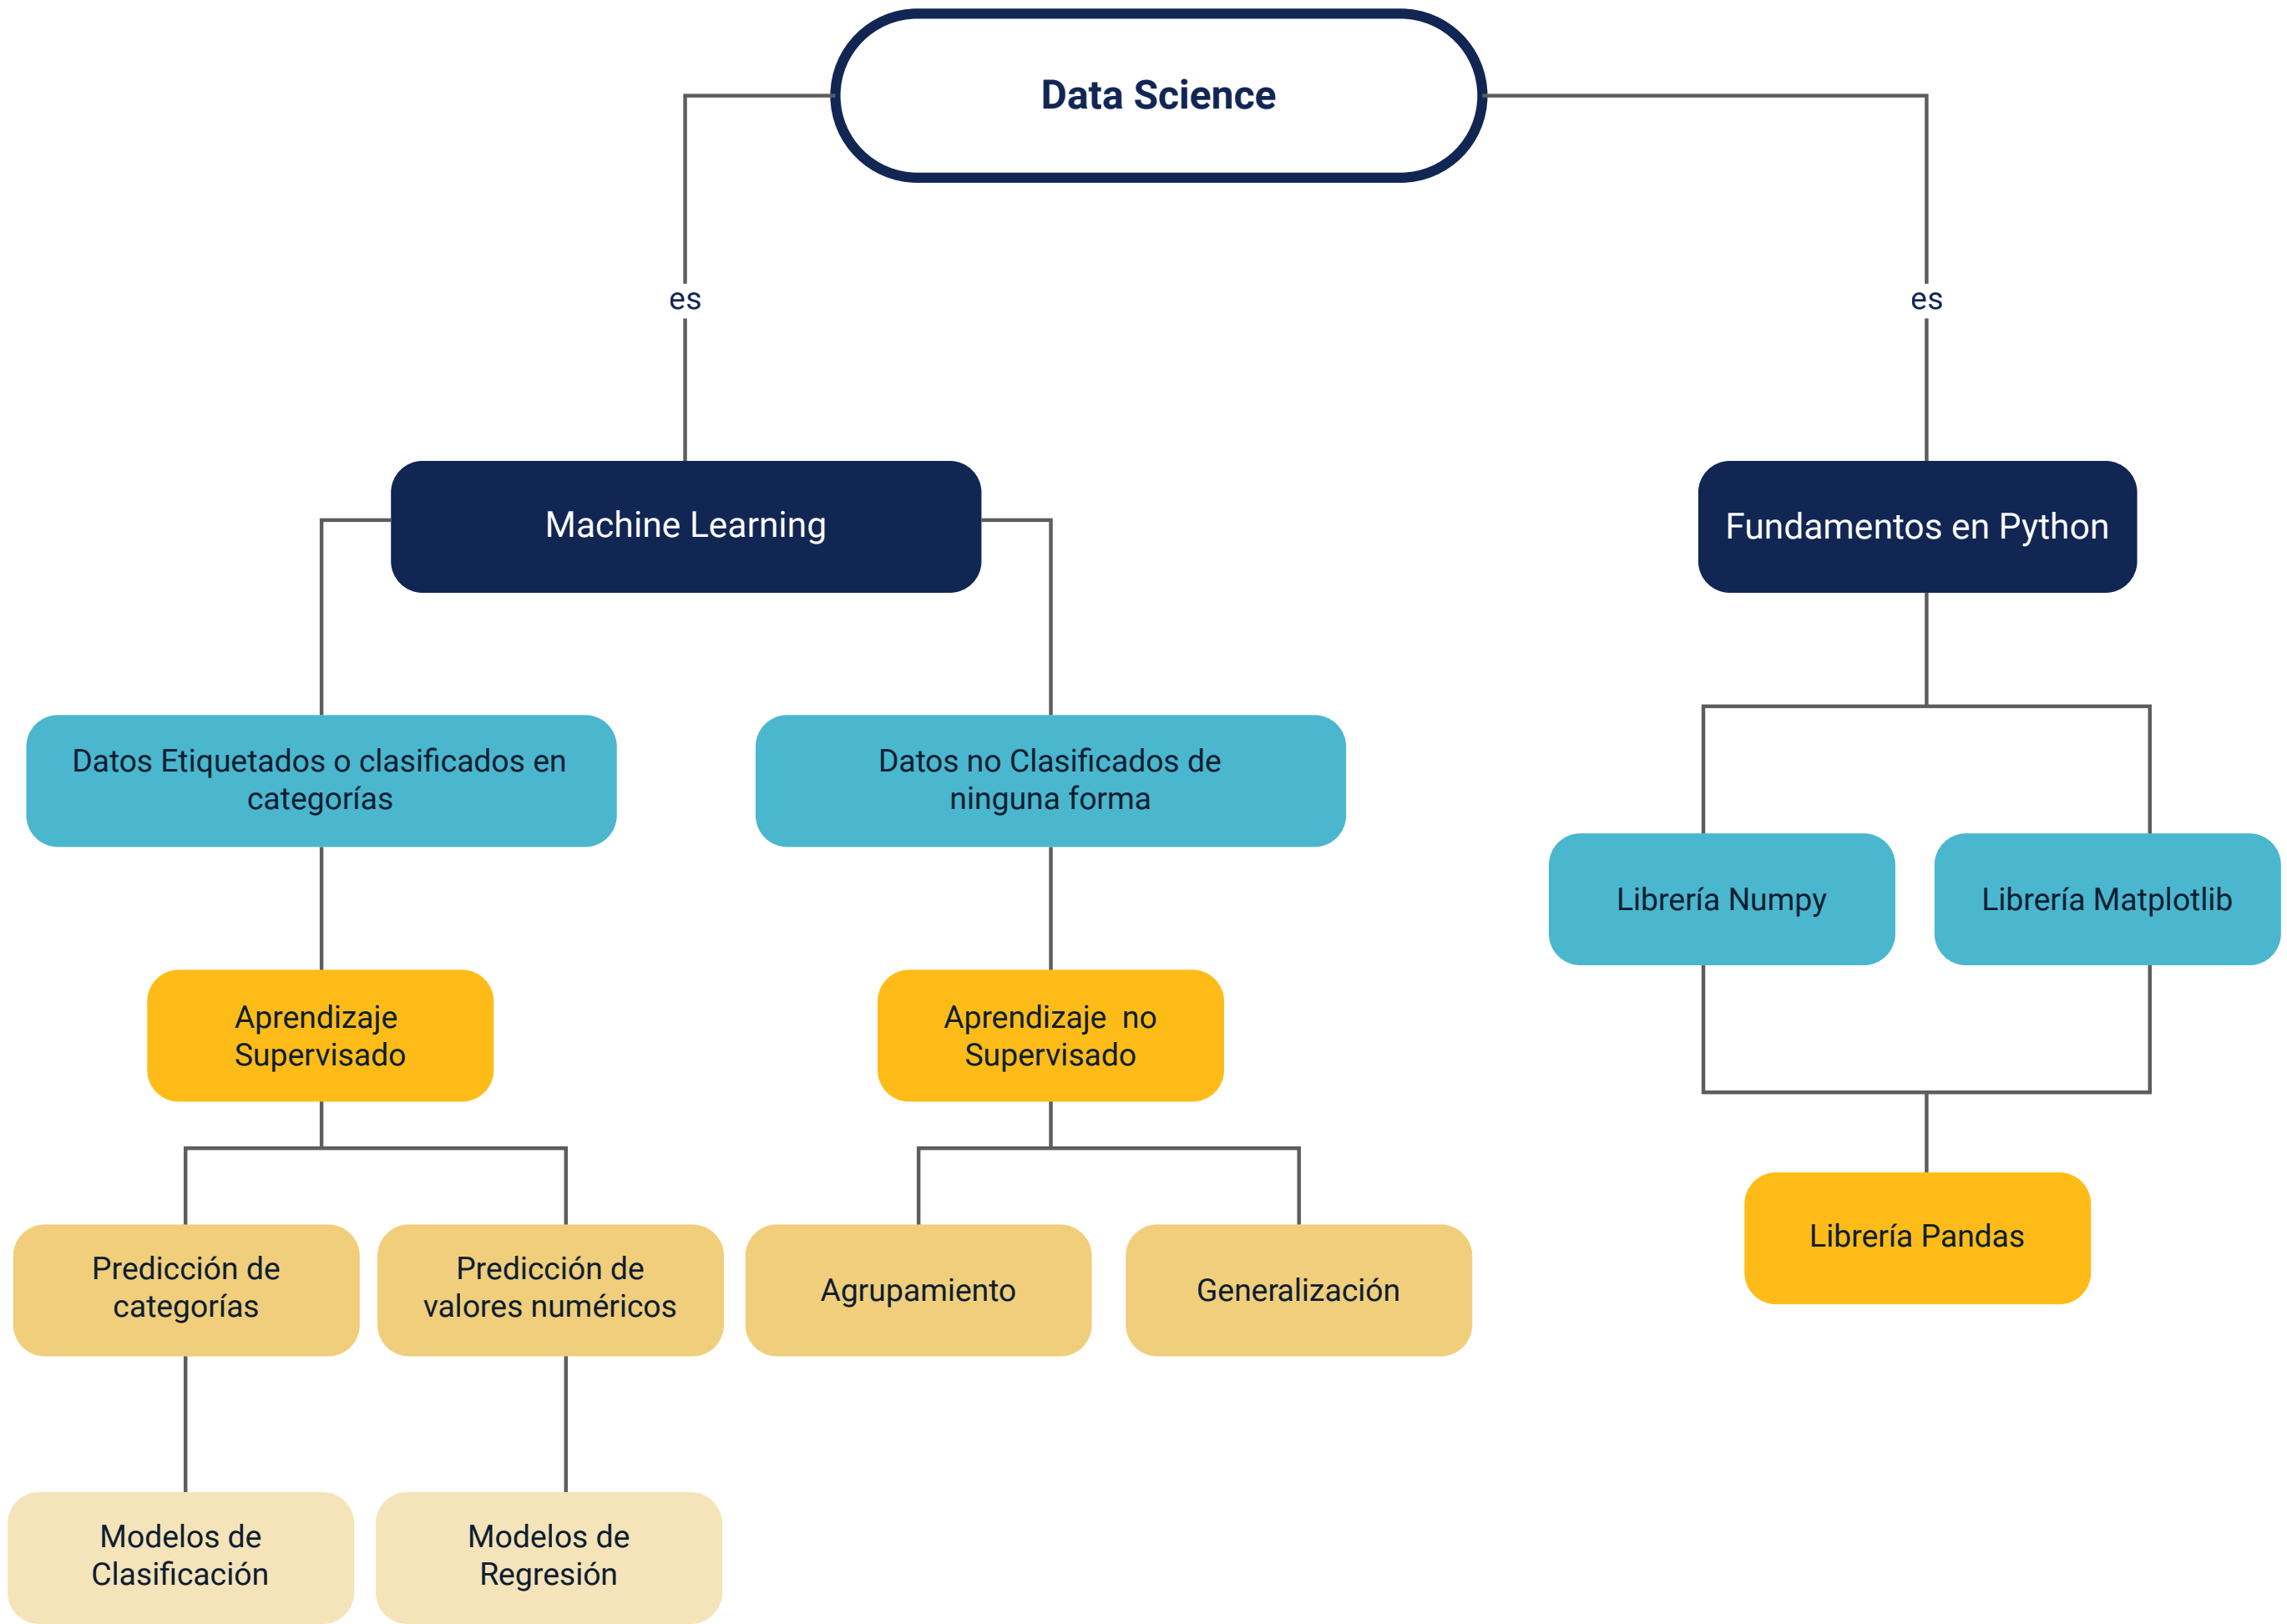 Data Science
es
es
Machine Learning
Fundamentos en Python
Datos Etiquetados o clasificados en
categorías
Datos no Clasificados de
ninguna forma
Librería Numpy
Librería Matplotlib
Aprendizaje
Supervisado
Aprendizaje  no
Supervisado
Librería Pandas
Predicción de
categorías
Predicción de
valores numéricos
Agrupamiento
Generalización
Modelos de
Clasificación
Modelos de
Regresión